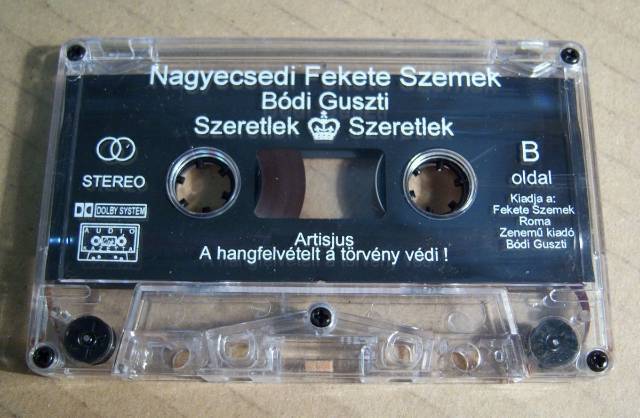 Nagyecsedi Fekete Szemek
Bódi Guszti
Szeretlek Szeretlek
STEREO
DOLBY SYSTEM
AUDIO
B
oldal
Kiadja a:
Fekete Szemek
Roma
Zenemű kiadó
Bódi Guszti
Artisjus
A hangfelvételt a törvény védi !